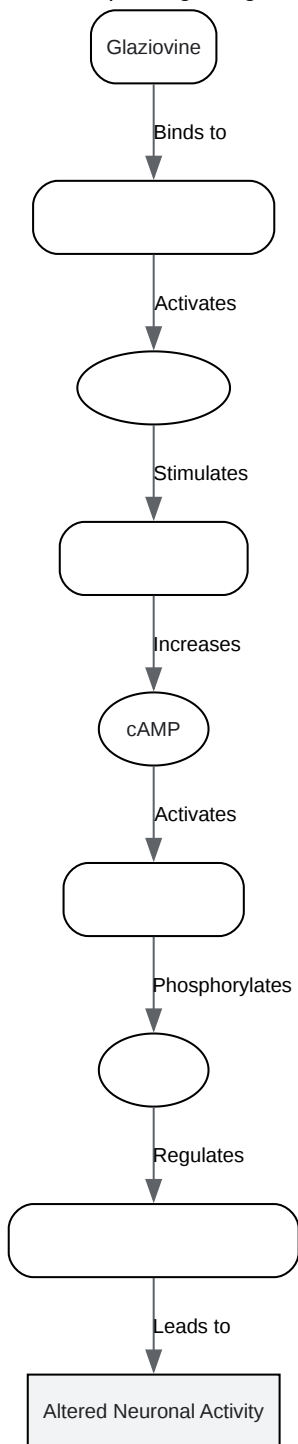 Glaziovine
Binds to
Activates
Stimulates
Increases
cAMP
Activates
Phosphorylates
Regulates
Leads to
Altered Neuronal Activity